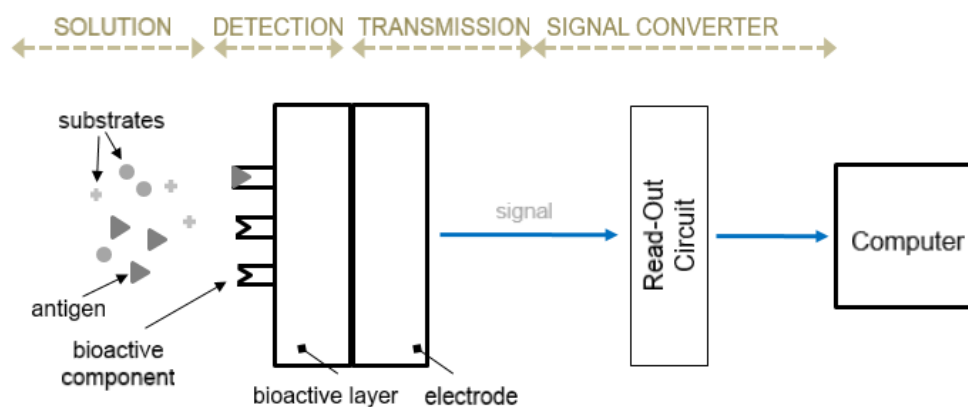 SOLUTION DETECTION TRANSMISSION SIGNAL CONVERTER
substrates
signal
Read-Out
Circuit
Computer
antigen
bioactive
component
bioactive layer
electrode